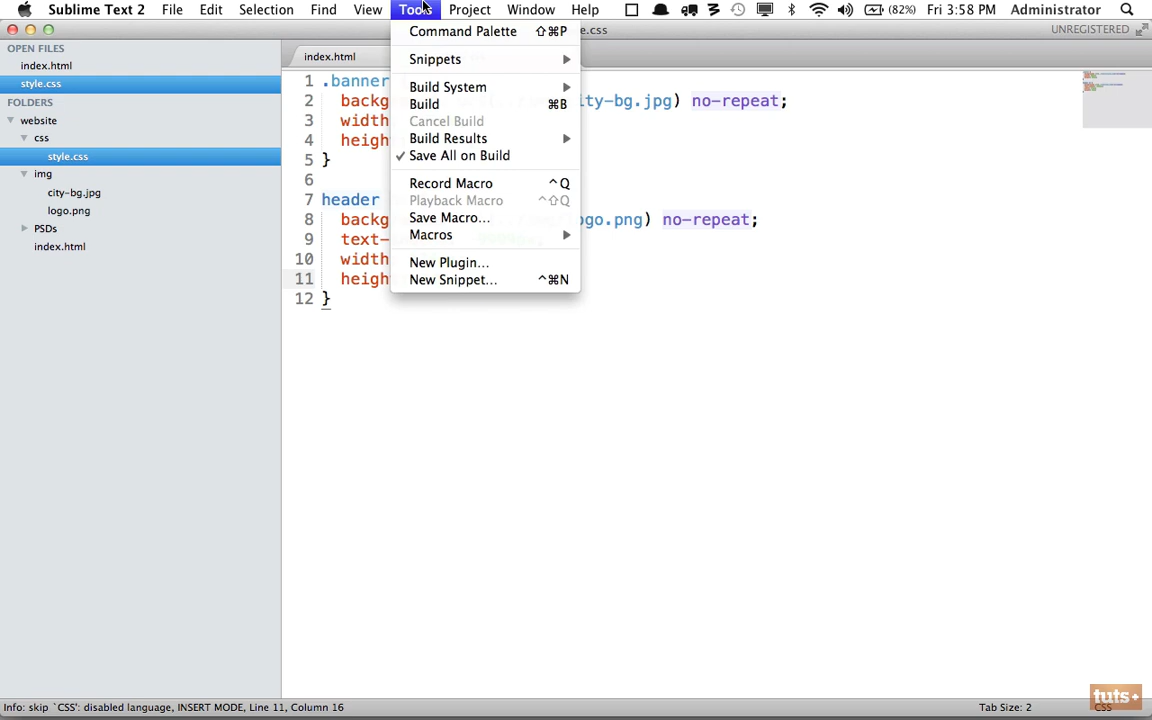 Sublime Text 2 File Edit Selection Find View Tools Project Window Help (82%) Fri 3:58 PM Administrator
e.css UNREGISTERED
OPEN FILES
index.html
style.css
FOLDERS
website
css
style.css
img
city-bg.jpg
logo.png
PSDs
index.html
index.html
1 .banner
2 backg ity-bg.jpg) no-repeat;
3 width
4 heigh
5 }
6
7 header
8 backg ogo.png) no-repeat;
9 text-
10 width
11 heigh
12 }
Command Palette ⇧⌘P
Snippets
Build System
Build ⌘B
Cancel Build
Build Results
✓ Save All on Build
Record Macro ^Q
Playback Macro ^⇧Q
Save Macro...
Macros
New Plugin...
New Snippet... ^⌘N
Info: skip `CSS': disabled language, INSERT MODE, Line 11, Column 16
Tab Size: 2
CSS
tuts+